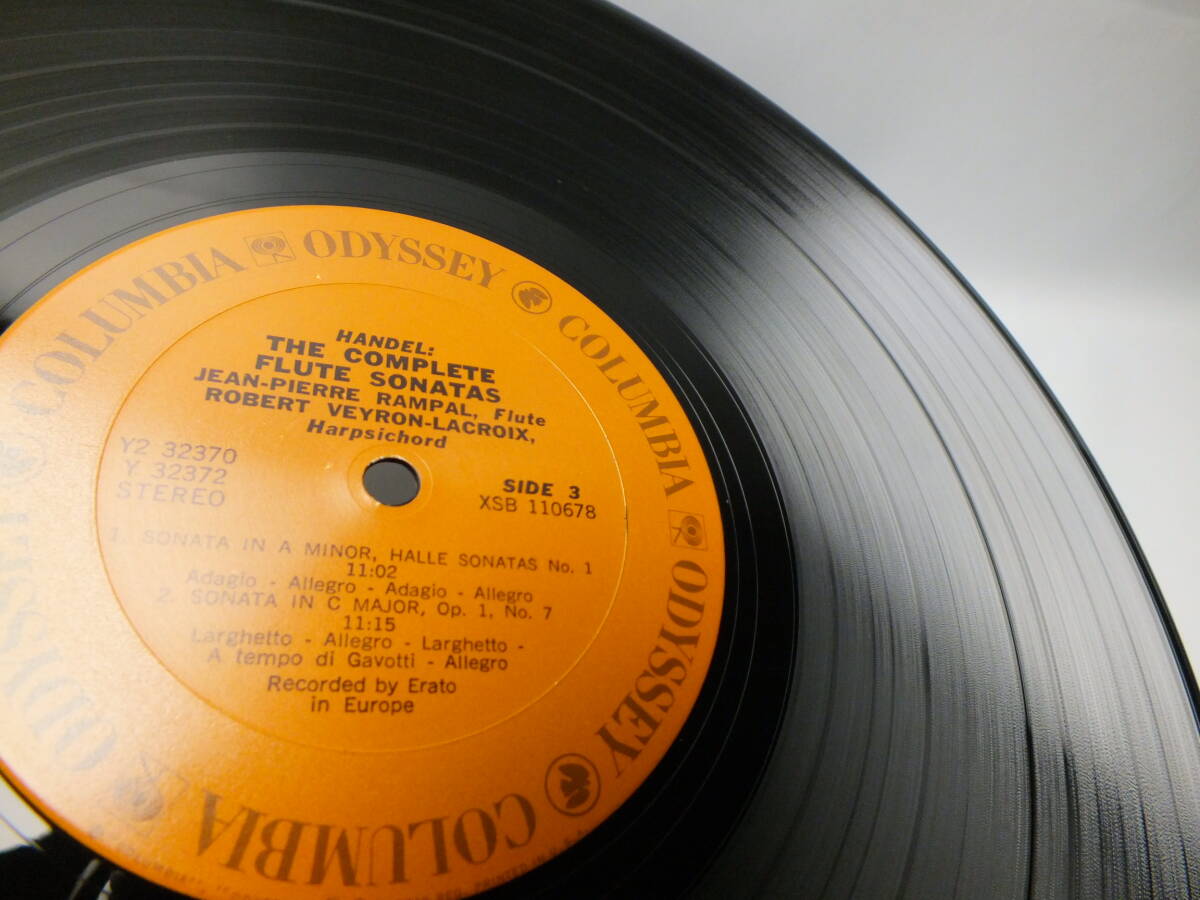 COLUMBIA ODYSSEY COLUMBIA ODYSSEY COLUMBIA ODYSSEY
HANDEL:
THE COMPLETE
FLUTE SONATAS
JEAN-PIERRE RAMPAL, Flute
ROBERT VEYRON-LACROIX,
Harpsichord
Y2 32370
Y 32372
STEREO
SIDE 3
XSB 110678
1. SONATA IN A MINOR, HALLE SONATAS No. 1
11:02
Adagio - Allegro - Adagio - Allegro
2. SONATA IN C MAJOR, Op. 1, No. 7
11:15
Larghetto - Allegro - Larghetto -
A tempo di Gavotti - Allegro
Recorded by Erato
in Europe